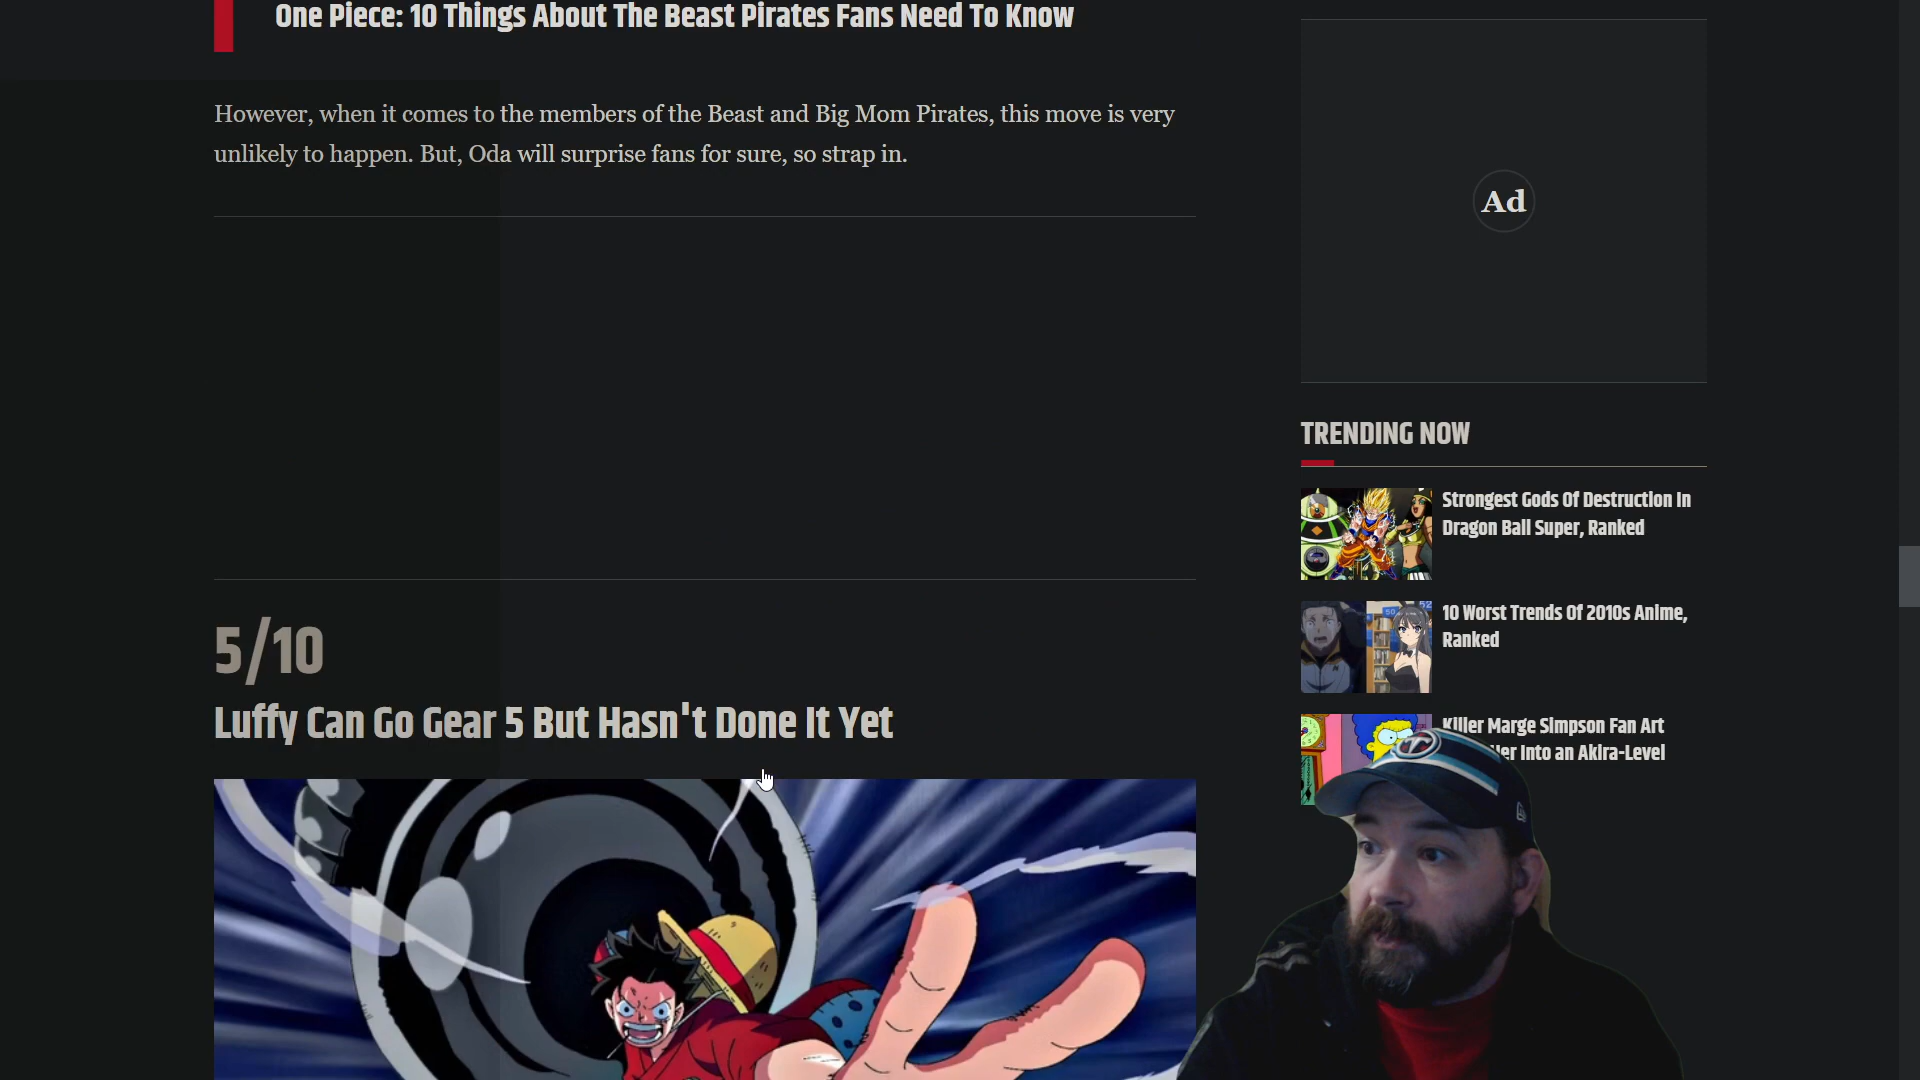 One Piece: 10 Things About The Beast Pirates Fans Need To Know
However, when it comes to the members of the Beast and Big Mom Pirates, this move is very
unlikely to happen. But, Oda will surprise fans for sure, so strap in.
5/10
Luffy Can Go Gear 5 But Hasn't Done It Yet
Ad
TRENDING NOW
Strongest Gods Of Destruction In
Dragon Ball Super, Ranked
10 Worst Trends Of 2010s Anime,
Ranked
Killer Marge Simpson Fan Art
Into an Akira-Level